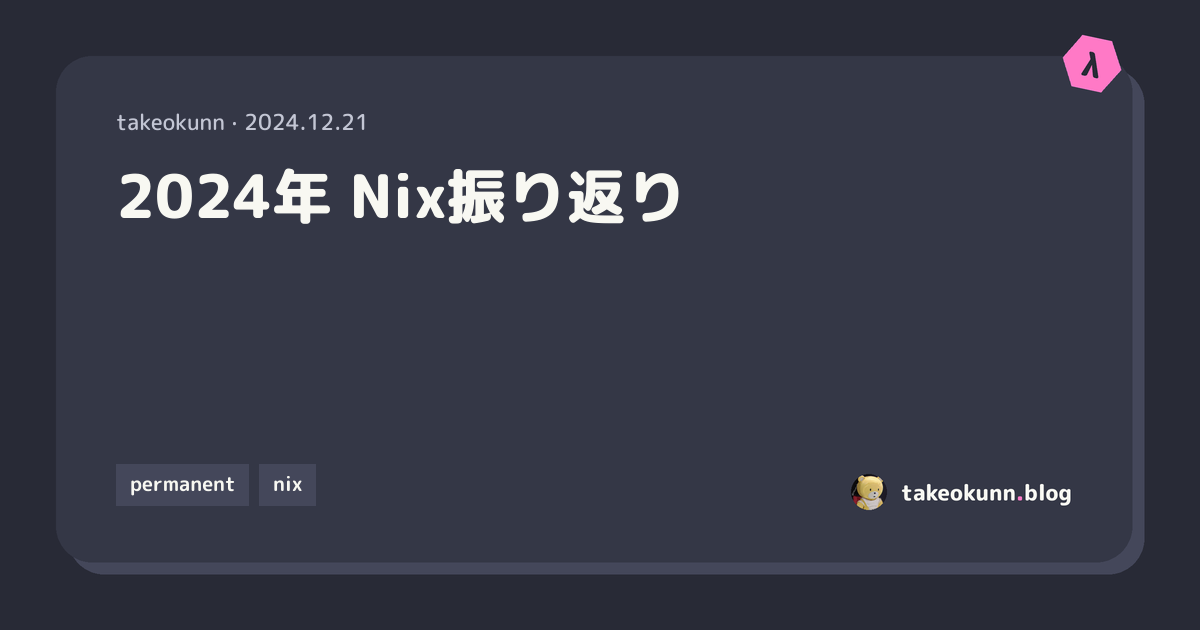 takeokunn · 2024.12.21
2024年 Nix振り返り
permanent nix
takeokunn.blog
λ